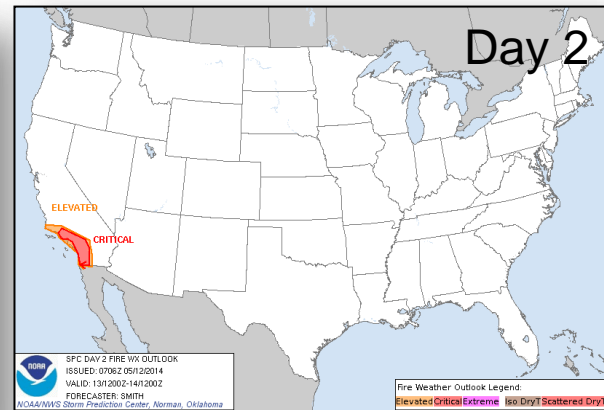 Day 2
ELEVATED
CRITICAL
NOAA
SPC DAY 2 FIRE WX OUTLOOK
ISSUED: 0706Z 05/12/2014
VALID: 13/1200Z-14/1200Z
FORECASTER: SMITH
NOAA/NWS Storm Prediction Center, Norman, Oklahoma
Fire Weather Outlook Legend:
Elevated Critical Extreme Iso DryT Scattered DryT